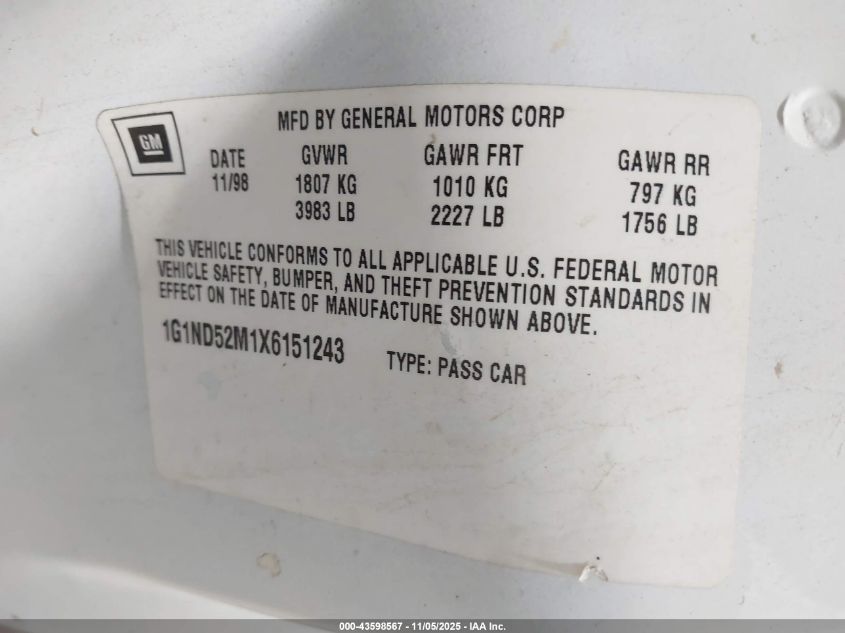 MFD BY GENERAL MOTORS CORP
GM
DATE GVWR GAWR FRT GAWR RR
11/98 1807 KG 1010 KG 797 KG
3983 LB 2227 LB 1756 LB
THIS VEHICLE CONFORMS TO ALL APPLICABLE U.S. FEDERAL MOTOR
VEHICLE SAFETY, BUMPER, AND THEFT PREVENTION STANDARDS IN
EFFECT ON THE DATE OF MANUFACTURE SHOWN ABOVE.
1G1ND52M1X6151243 TYPE: PASS CAR
000-43598567 - 11/05/2025 - IAA Inc.